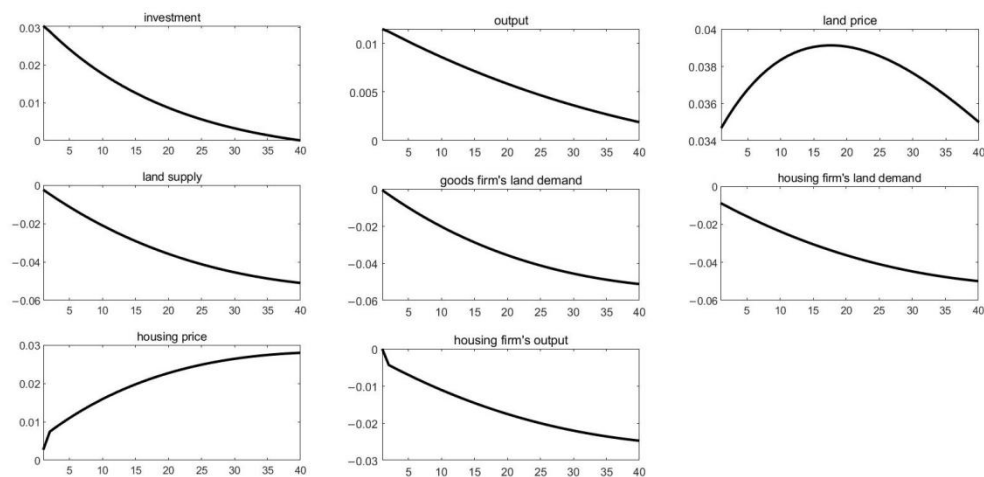 investment
0.03
0.02
0.01
0
5 10 15 20 25 30 35 40
output
0.01
0.005
0
5 10 15 20 25 30 35 40
land price
0.04
0.038
0.036
0.034
5 10 15 20 25 30 35 40
land supply
0
−0.02
−0.04
−0.06
5 10 15 20 25 30 35 40
goods firm's land demand
0
−0.02
−0.04
−0.06
5 10 15 20 25 30 35 40
housing firm's land demand
0
−0.02
−0.04
−0.06
5 10 15 20 25 30 35 40
housing price
0.03
0.02
0.01
0
5 10 15 20 25 30 35 40
housing firm's output
0
−0.01
−0.02
−0.03
5 10 15 20 25 30 35 40